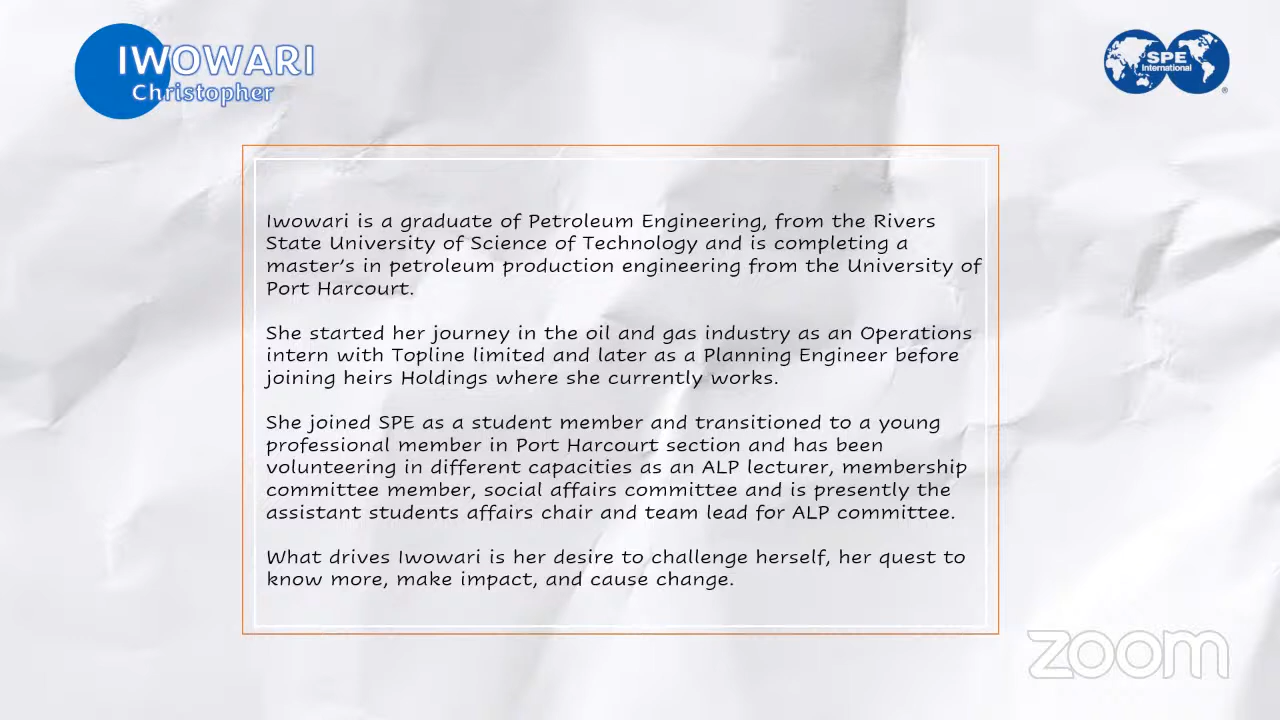 IWOWARI
Christopher
SPE
International
®
Iwowari is a graduate of Petroleum Engineering, from the Rivers
State University of Science of Technology and is completing a
master's in petroleum production engineering from the University of
Port Harcourt.
She started her journey in the oil and gas industry as an Operations
intern with Topline limited and later as a Planning Engineer before
joining heirs Holdings where she currently works.
She joined SPE as a student member and transitioned to a young
professional member in Port Harcourt section and has been
volunteering in different capacities as an ALP lecturer, membership
committee member, social affairs committee and is presently the
assistant students affairs chair and team lead for ALP committee.
What drives Iwowari is her desire to challenge herself, her quest to
know more, make impact, and cause change.
zoom